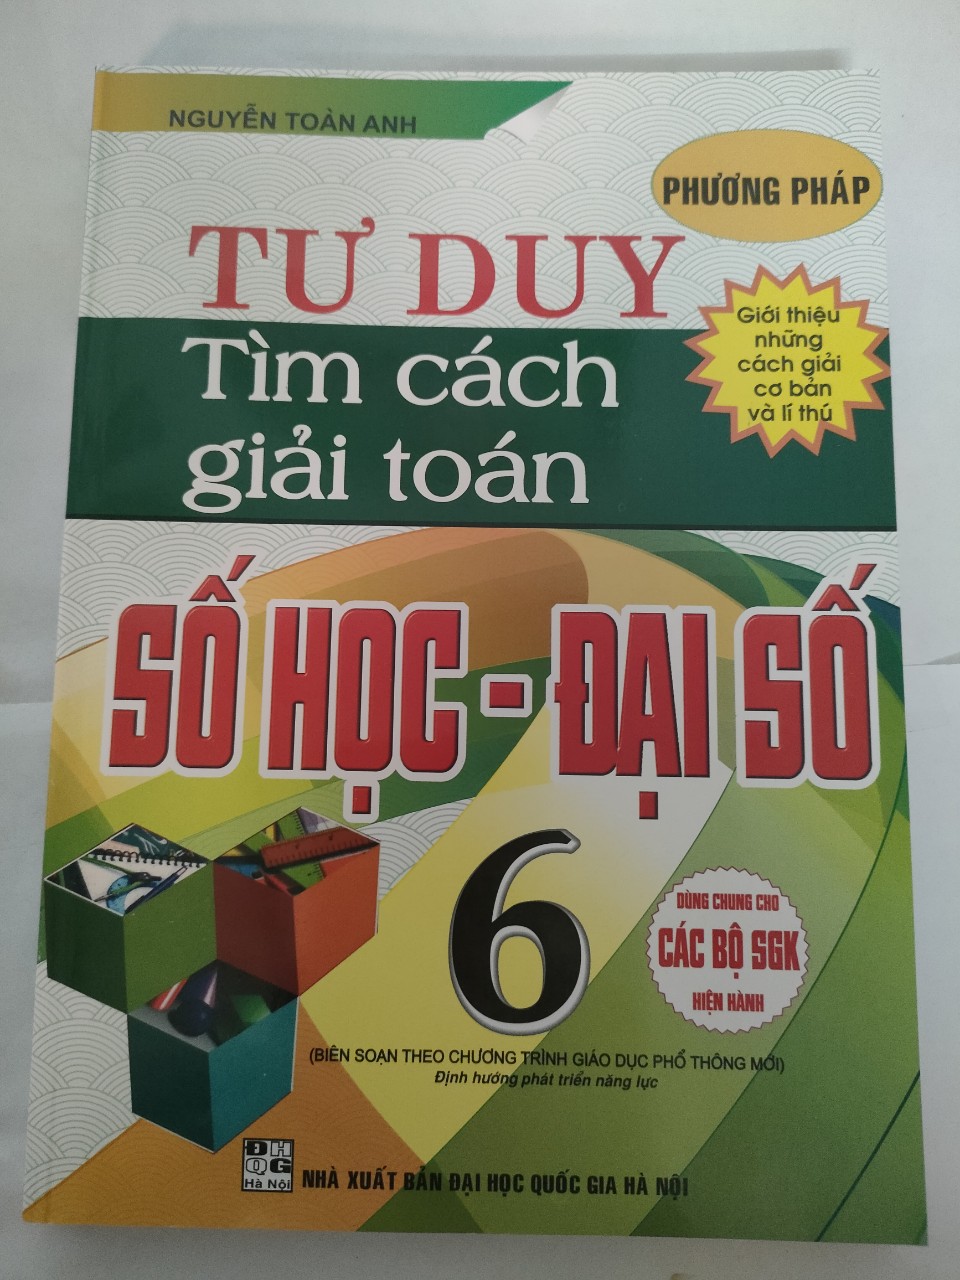 NGUYỄN TOÀN ANH
PHƯƠNG PHÁP
TƯ DUY
Tìm cách
giải toán
Giới thiệu
những
cách giải
cơ bản
và lí thú
SỐ HỌC - ĐẠI SỐ
6
DÙNG CHUNG CHO
CÁC BỘ SGK
HIỆN HÀNH
(BIÊN SOẠN THEO CHƯƠNG TRÌNH GIÁO DỤC PHỔ THÔNG MỚI)
Định hướng phát triển năng lực
ĐH
QG
Hà Nội
NHÀ XUẤT BẢN ĐẠI HỌC QUỐC GIA HÀ NỘI